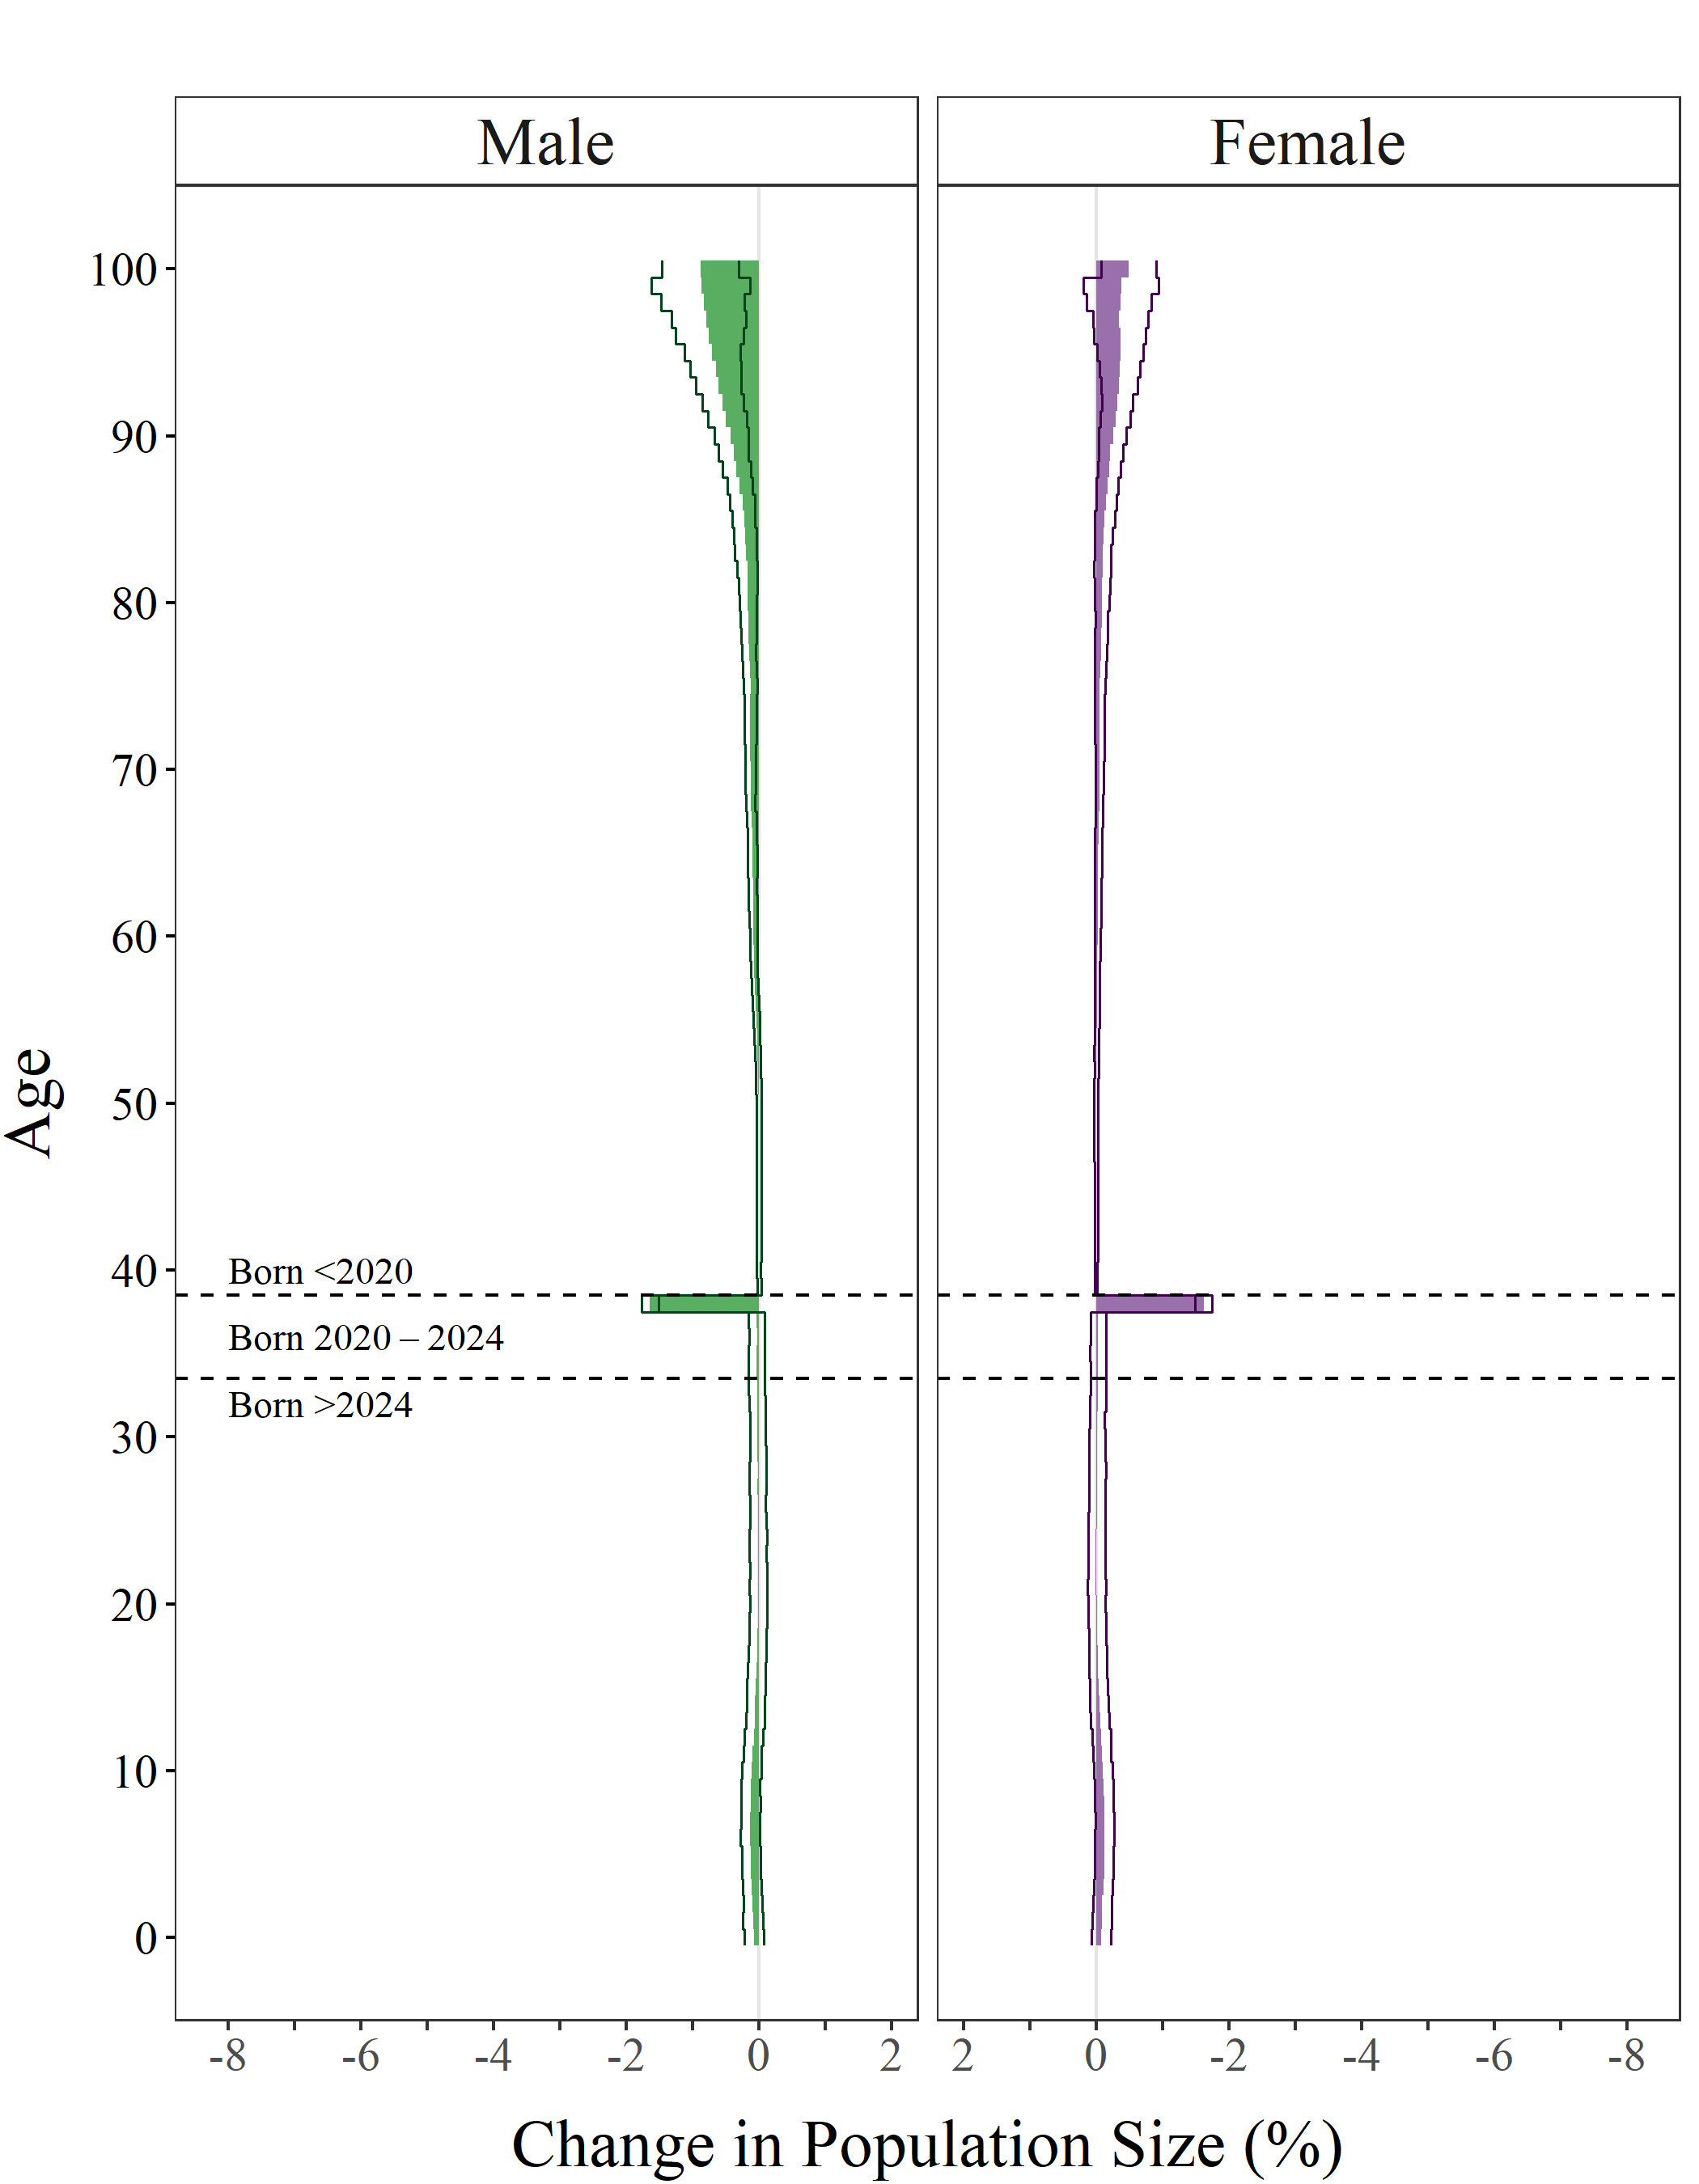 Male
Female
100
90
80
70
60
50
40
30
20
10
0
Age
Born <2020
Born 2020 – 2024
Born >2024
-8 -6 -4 -2 0 2
2 0 -2 -4 -6 -8
Change in Population Size (%)